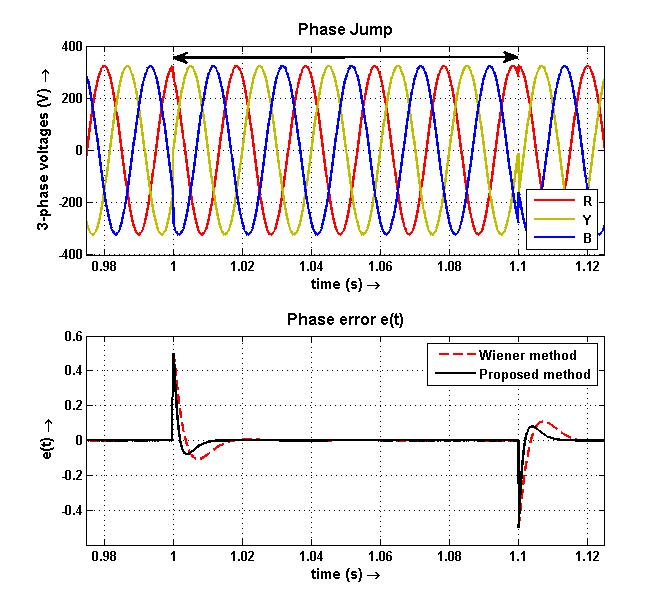 Phase Jump
400
200
0
-200
-400
3-phase voltages (V) →
R
Y
B
0.98 1 1.02 1.04 1.06 1.08 1.1 1.12
time (s) →
Phase error e(t)
0.6
0.4
0.2
0
-0.2
-0.4
e(t) →
Wiener method
Proposed method
0.98 1 1.02 1.04 1.06 1.08 1.1 1.12
time (s) →